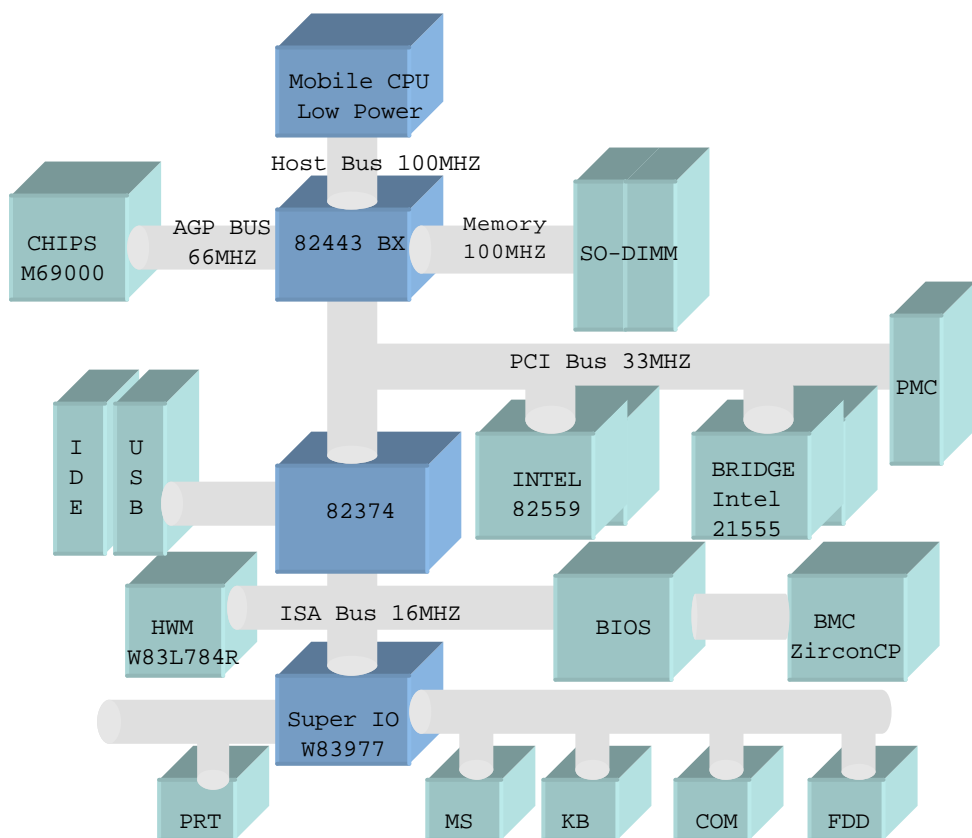 Mobile CPU
Low Power
Host Bus 100MHZ
CHIPS
M69000
AGP BUS
66MHZ
82443 BX
Memory
100MHZ
SO-DIMM
PCI Bus 33MHZ
PMC
I
D
E
U
S
B
82374
INTEL
82559
BRIDGE
Intel
21555
HWM
W83L784R
ISA Bus 16MHZ
BIOS
BMC
ZirconCP
Super IO
W83977
PRT
MS
KB
COM
FDD